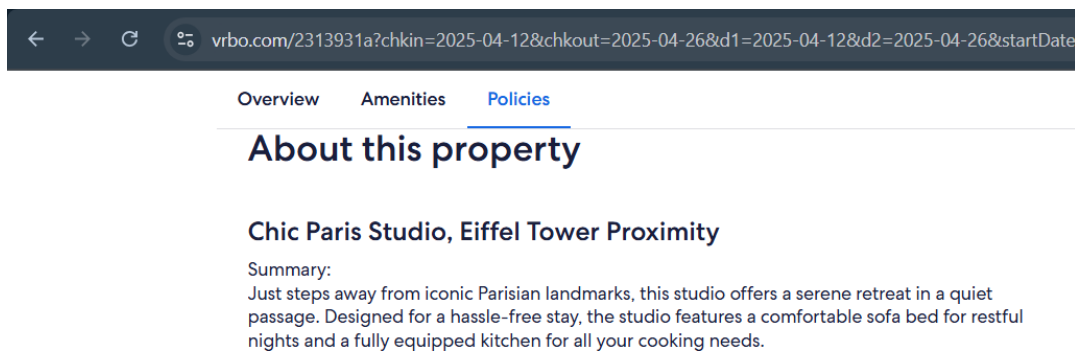 vrbo.com/2313931a?chkin=2025-04-12&chkout=2025-04-26&d1=2025-04-12&d2=2025-04-26&startDate
Overview Amenities Policies
About this property
Chic Paris Studio, Eiffel Tower Proximity
Summary:
Just steps away from iconic Parisian landmarks, this studio offers a serene retreat in a quiet
passage. Designed for a hassle-free stay, the studio features a comfortable sofa bed for restful
nights and a fully equipped kitchen for all your cooking needs.